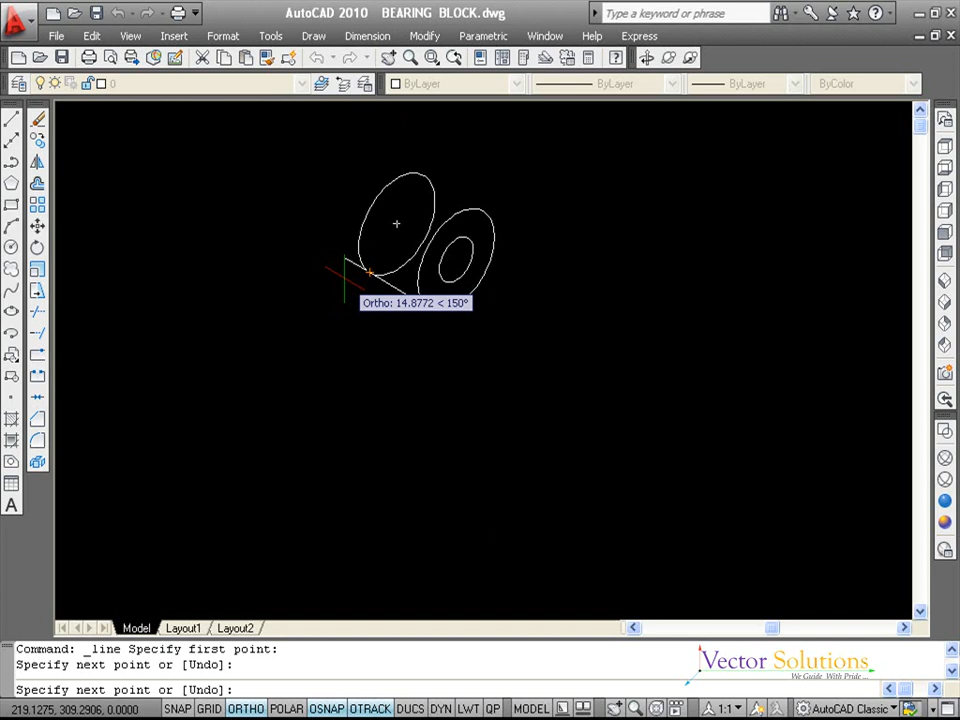 AutoCAD 2010 BEARING BLOCK.dwg
Type a keyword or phrase
File Edit View Insert Format Tools Draw Dimension Modify Parametric Window Help Express
0
ByLayer
ByLayer
ByLayer
ByColor
Ortho: 14.8772 < 150°
A
Model Layout1 Layout2
Command: _line Specify first point:
Specify next point or [Undo]:
Specify next point or [Undo]:
Vector Solutions
We Guide With Pride...
219.1275, 309.2906, 0.0000 SNAP GRID ORTHO POLAR OSNAP OTRACK DUCS DYN LWT QP MODEL 1:1 AutoCAD Classic